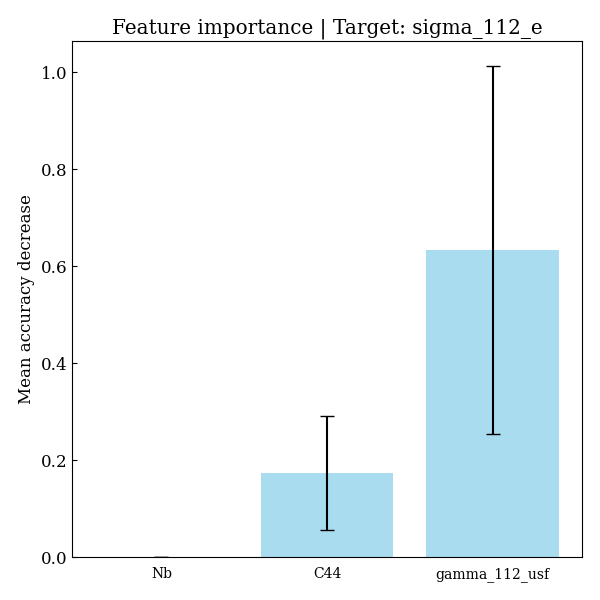 Feature importance | Target: sigma_112_e
Mean accuracy decrease
1.0
0.8
0.6
0.4
0.2
0.0
Nb
C44
gamma_112_usf